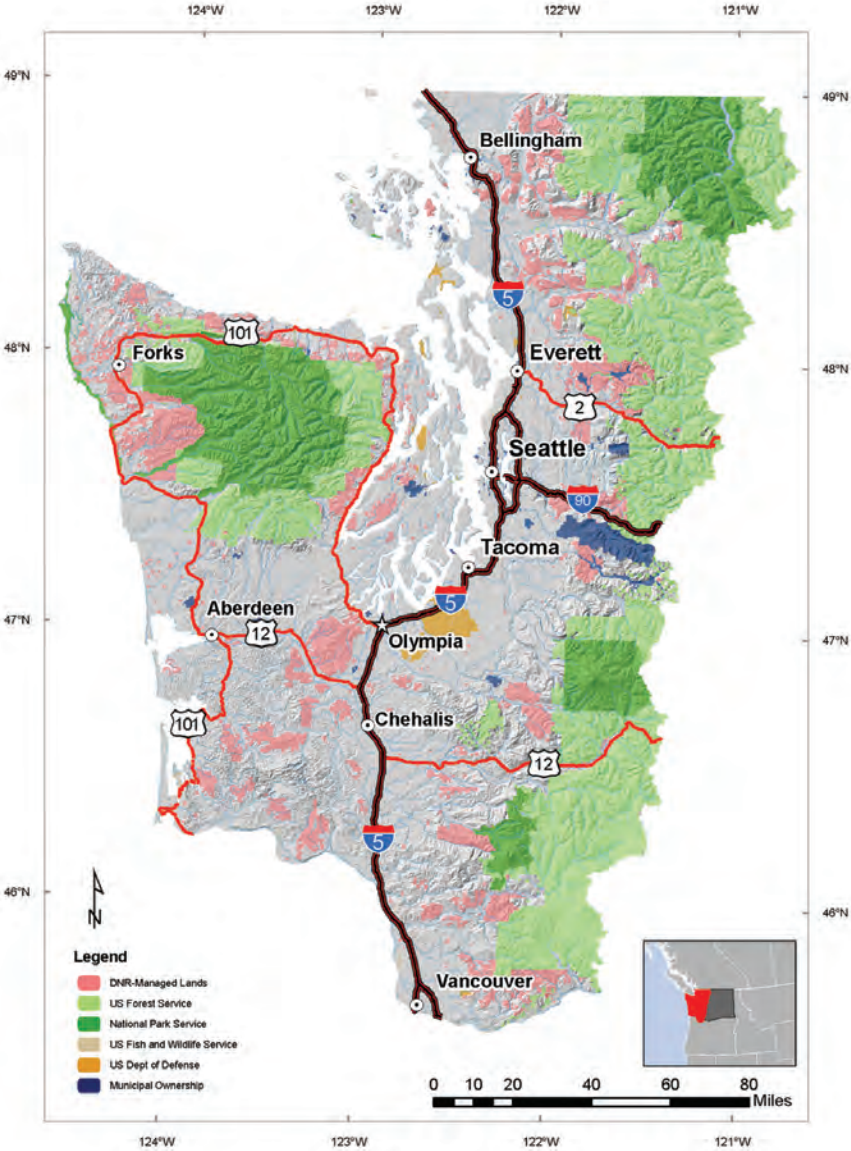 124°W 123°W 122°W 121°W
49°N
49°N
Bellingham
5
101
48°N
Forks
Everett
48°N
2
Seattle
90
Tacoma
5
47°N
Aberdeen
12
Olympia
47°N
101
Chehalis
12
5
46°N
46°N
N
Legend
DNR-Managed Lands
US Forest Service
National Park Service
US Fish and Wildlife Service
US Dept of Defense
Municipal Ownership
Vancouver
0 10 20 40 60 80
Miles
124°W 123°W 122°W 121°W